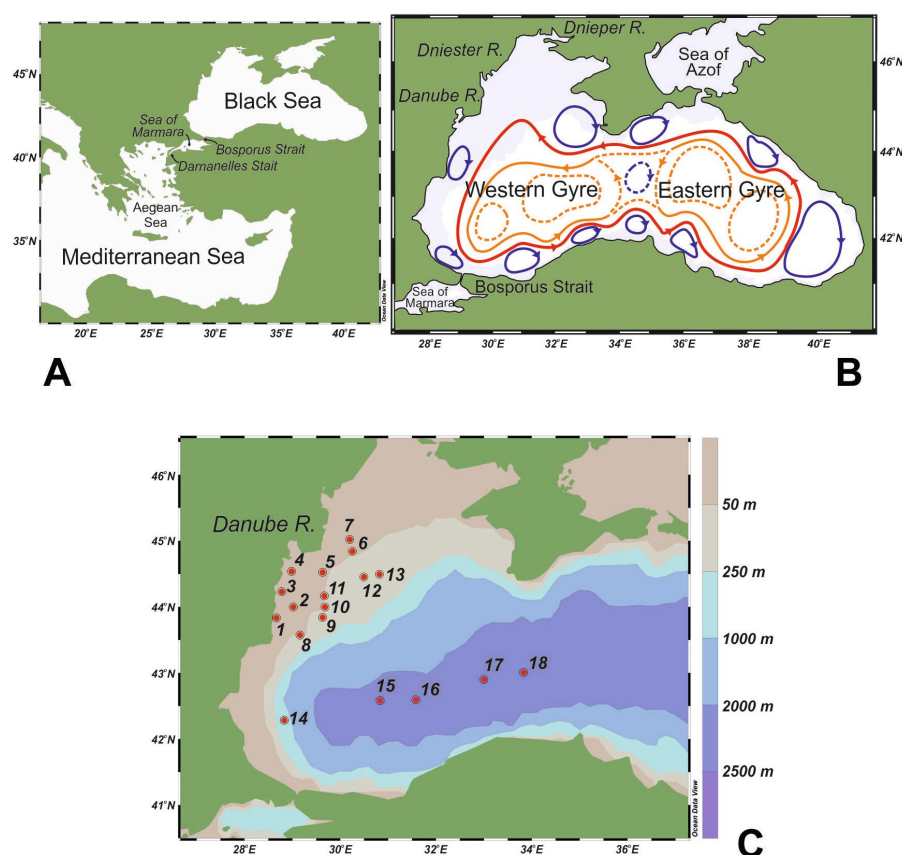 45°N
40°N
35°N
Black Sea
Sea of
Marmara
Bosporus Strait
Darnanelles Stait
Aegean
Sea
Mediterranean Sea
20°E
25°E
30°E
35°E
40°E
Ocean Data View
A
Dnieper R.
Dniester R.
Danube R.
Sea of
Azof
46°N
44°N
42°N
Western Gyre
Eastern Gyre
Sea of
Marmara
Bosporus Strait
28°E
30°E
32°E
34°E
36°E
38°E
40°E
B
46°N
45°N
44°N
43°N
42°N
41°N
Danube R.
7
6
4
5
3
11
13
2
10
12
1
9
8
14
15
16
17
18
28°E
30°E
32°E
34°E
36°E
50 m
250 m
1000 m
2000 m
2500 m
Ocean Data View
C